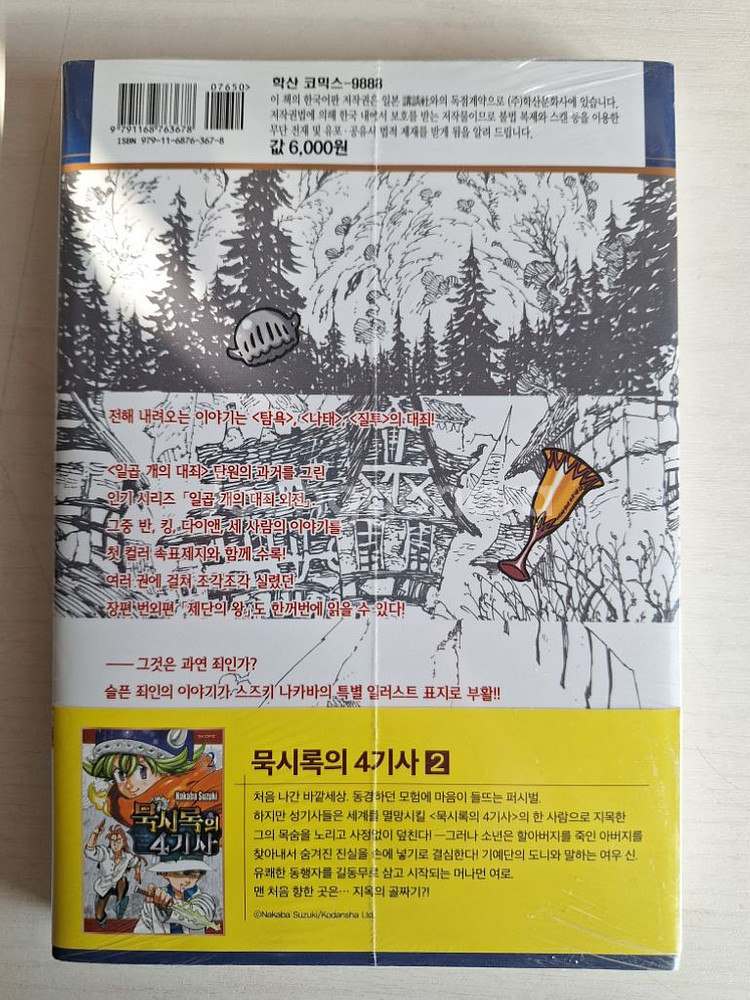 07650>
9 791168 763678
ISBN 979-11-6876-367-8
학산 코믹스-9888
이 책의 한국어판 저작권은 일본 講談社와의 독점계약으로 (주)학산문화사에 있습니다.
저작권법에 의해 한국 내에서 보호를 받는 저작물이므로 불법 복제와 스캔 등을 이용한
무단 전재 및 유포·공유시 법적 제재를 받게 됨을 알려 드립니다.
값 6,000원
전해 내려오는 이야기는 <탐욕>, <나태>, <질투>의 대죄!
<일곱 개의 대죄> 단원의 과거를 그린
인기 시리즈 「일곱 개의 대죄 외전」.
그중 반, 킹, 다이앤, 세 사람의 이야기들
첫 컬러 속표제지와 함께 수록!
여러 권에 걸쳐 조각조각 실렸던
장편 번외편, 「제단의 왕」도 한꺼번에 읽을 수 있다!
── 그것은 과연 죄인가?
슬픈 죄인의 이야기가 스즈키 나카바의 특별 일러스트 표지로 부활!!
2
Nakaba Suzuki
묵시록의
4기사
묵시록의 4기사 2
처음 나간 바깥세상. 동경하던 모험에 마음이 들뜨는 퍼시벌.
하지만 성기사들은 세계를 멸망시킬 <묵시록의 4기사>의 한 사람으로 지목한
그의 목숨을 노리고 사정없이 덮친다! ―그러나 소년은 할아버지를 죽인 아버지를
찾아내서 숨겨진 진실을 손에 넣기로 결심한다! 기예단의 도니와 말하는 여우 신.
유쾌한 동행자를 길동무로 삼고 시작되는 머나먼 여로.
맨 처음 향한 곳은… 지옥의 골짜기?!
©Nakaba Suzuki/Kodansha Ltd.